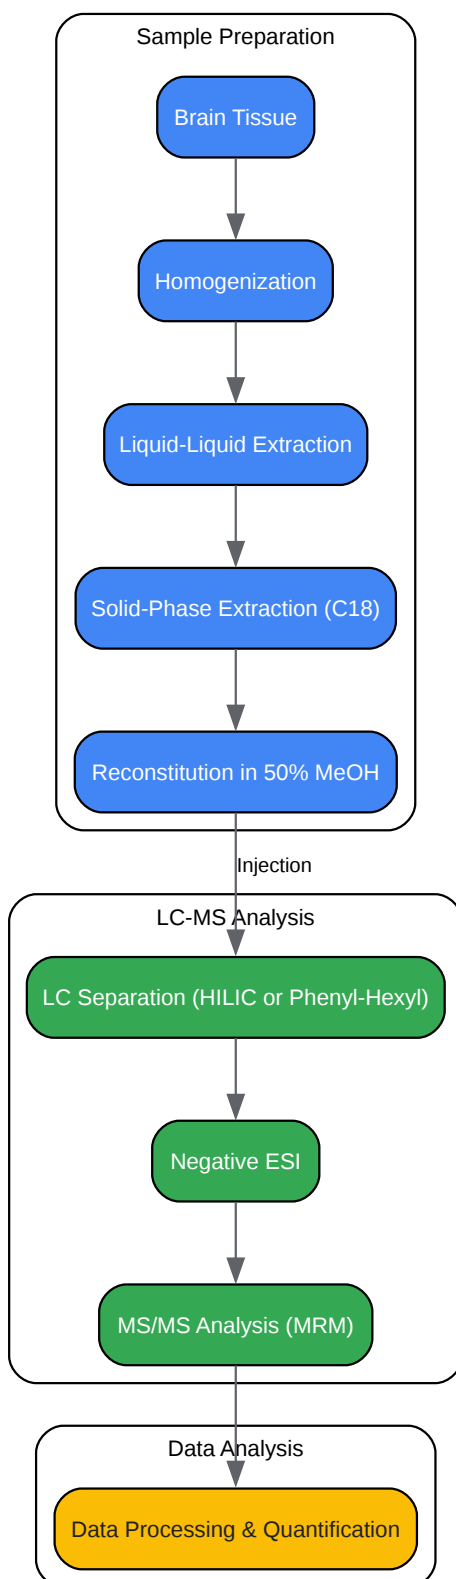 Sample Preparation
Brain Tissue
Homogenization
Liquid-Liquid Extraction
Solid-Phase Extraction (C18)
Reconstitution in 50% MeOH
Injection
LC-MS Analysis
LC Separation (HILIC or Phenyl-Hexyl)
Negative ESI
MS/MS Analysis (MRM)
Data Analysis
Data Processing & Quantification